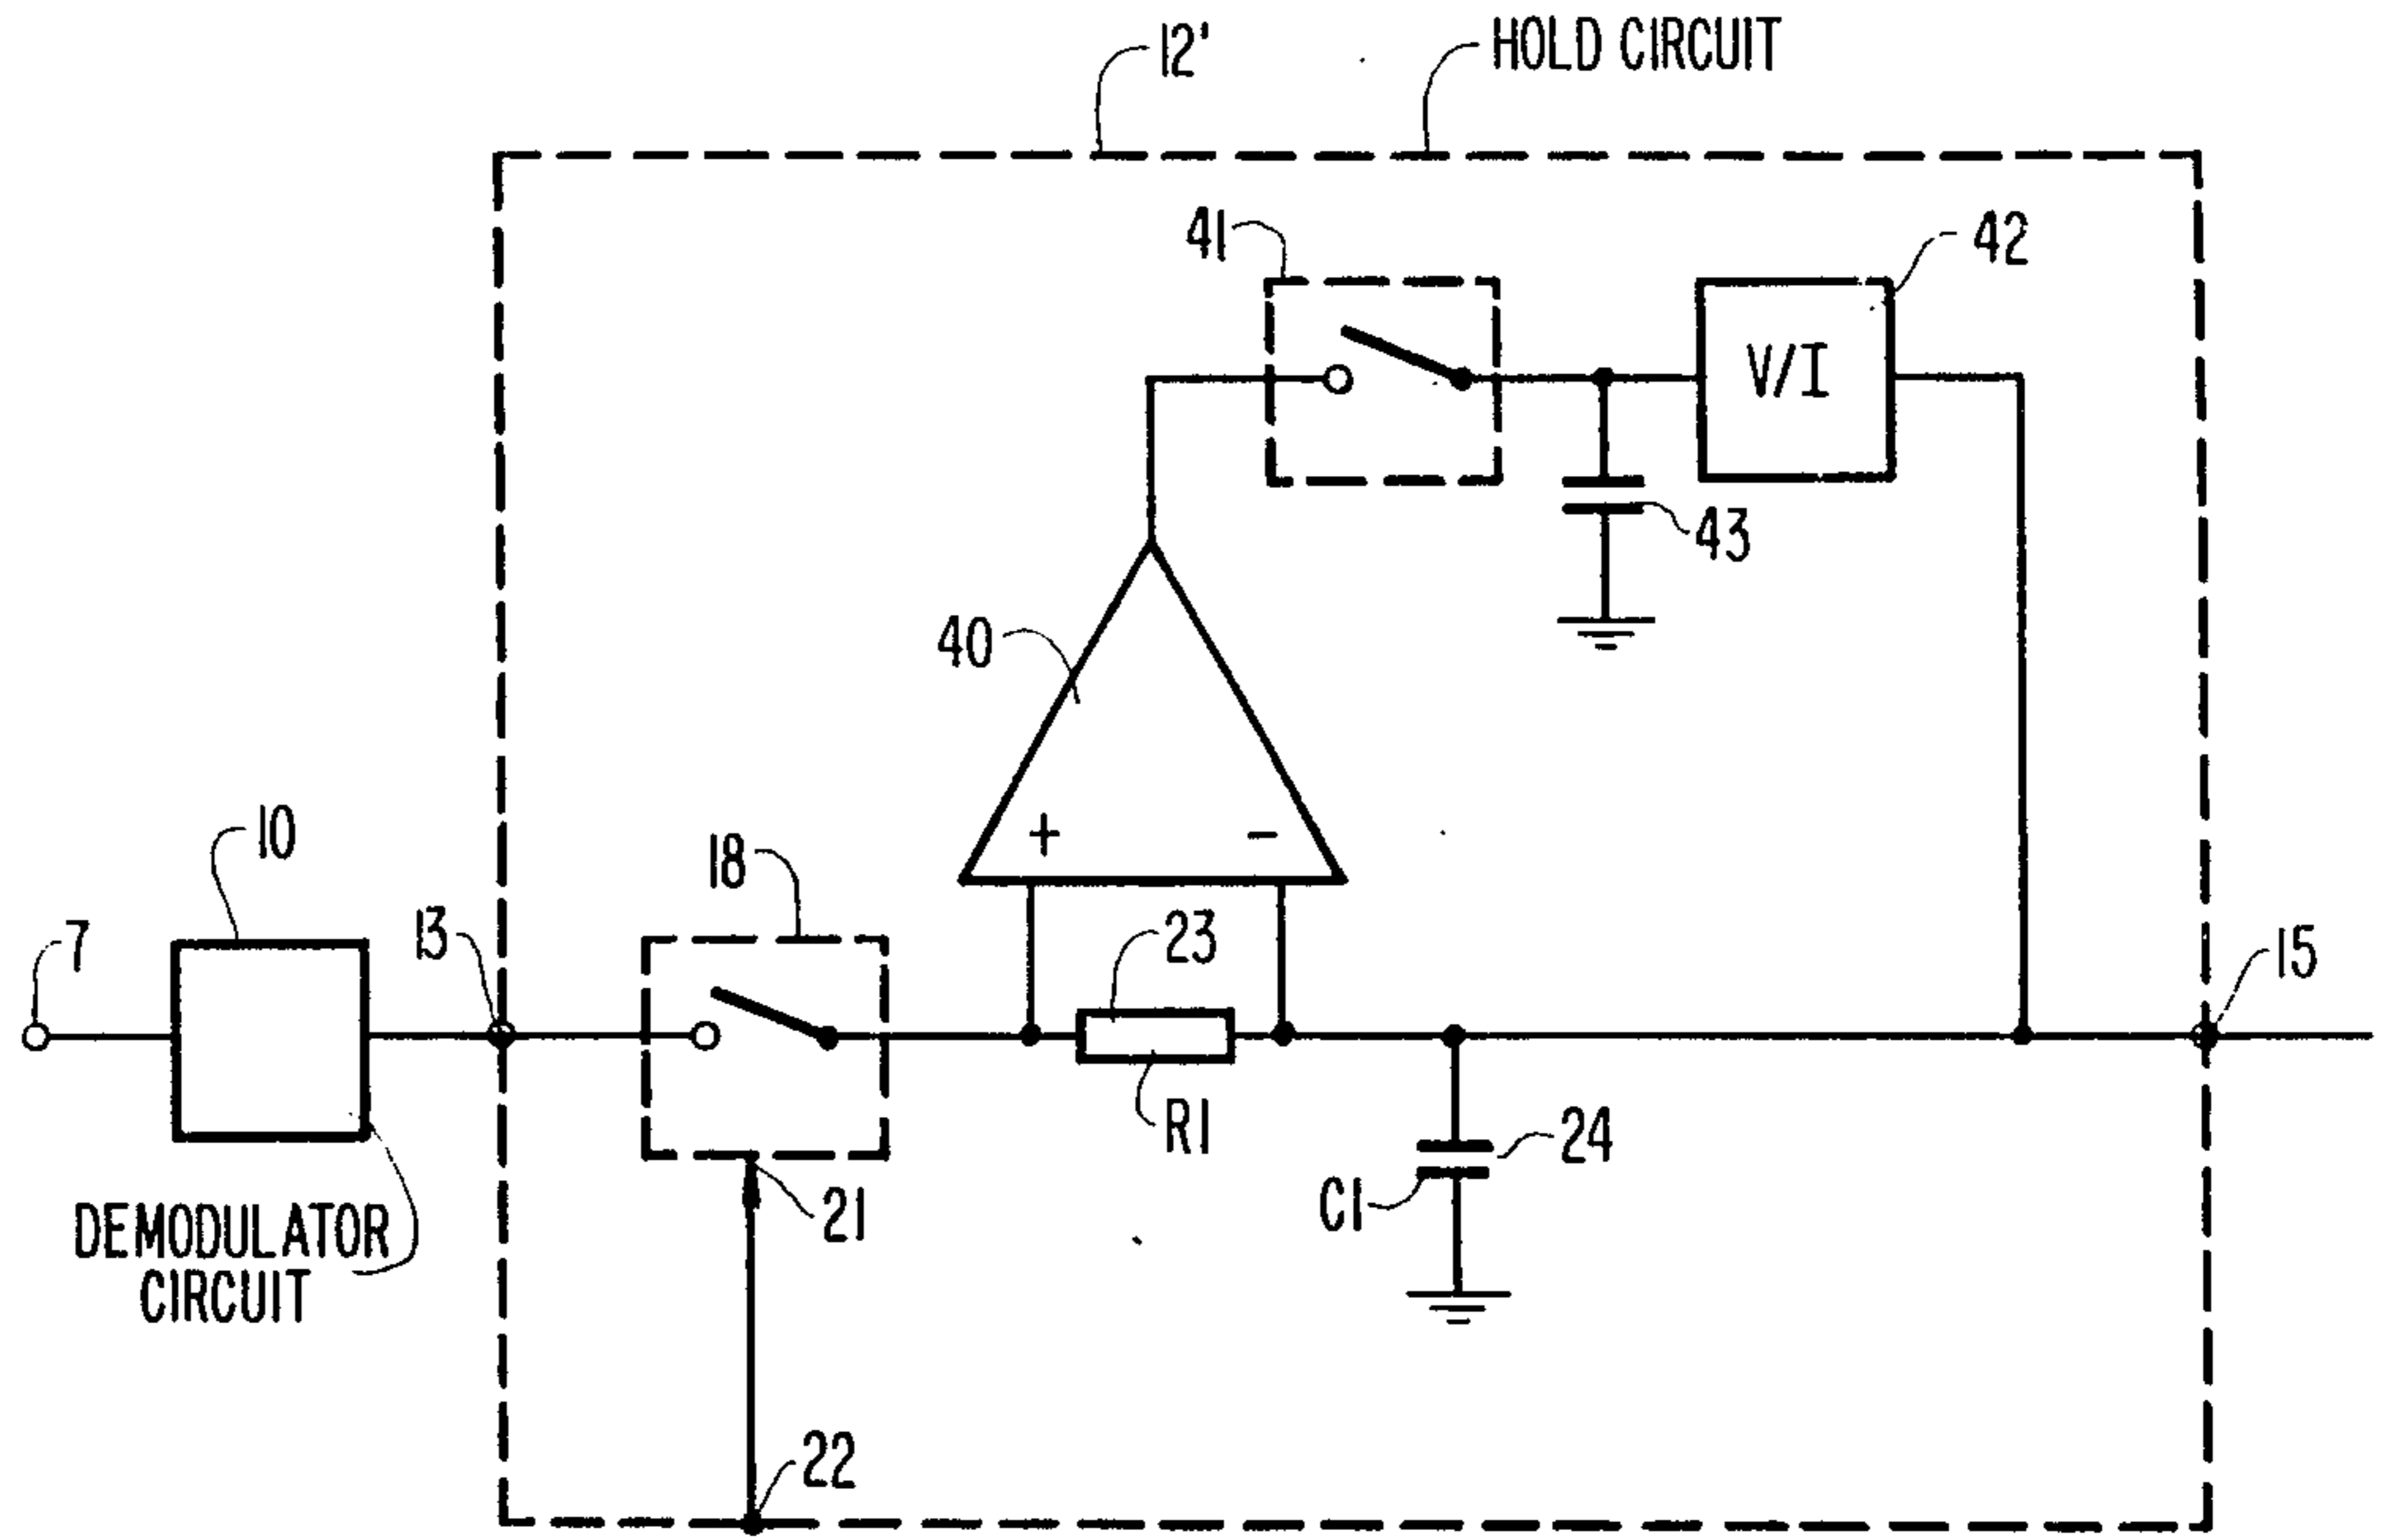 12'
HOLD CIRCUIT
41
42
V/I
43
40
+
−
10
18
13
23
7
15
R1
24
C1
21
DEMODULATOR
CIRCUIT
22